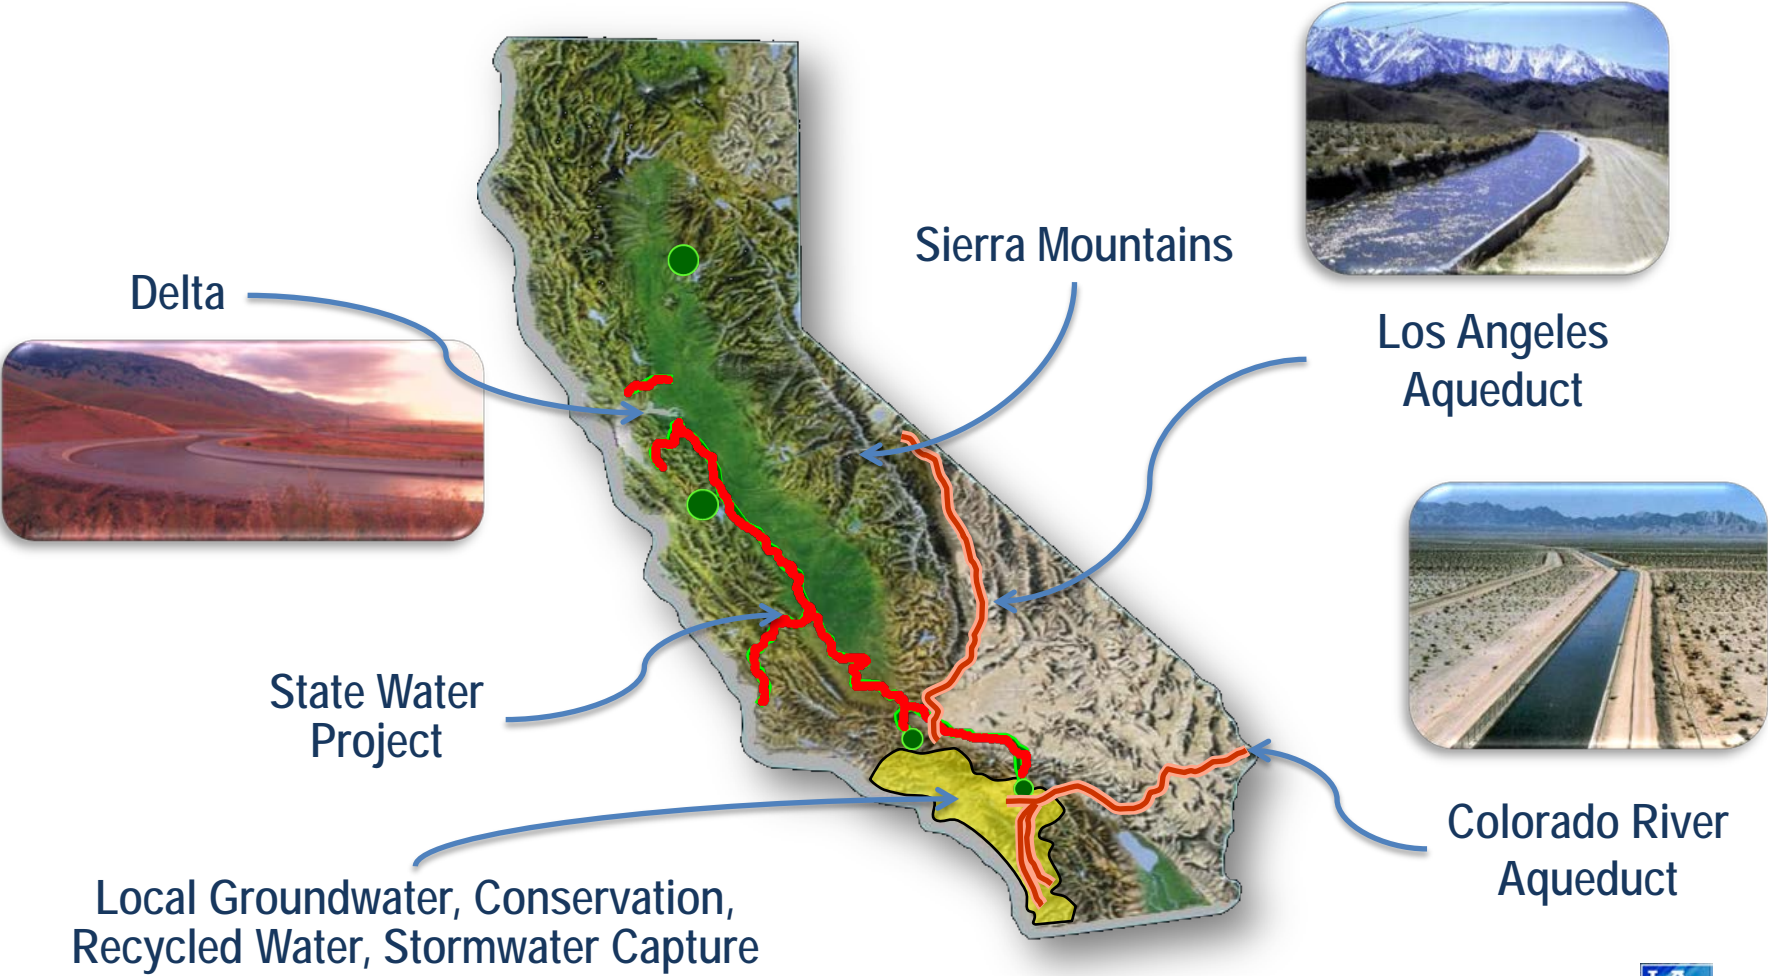 Sierra Mountains
Delta
Los Angeles
Aqueduct
State Water
Project
Colorado River
Aqueduct
Local Groundwater, Conservation,
Recycled Water, Stormwater Capture